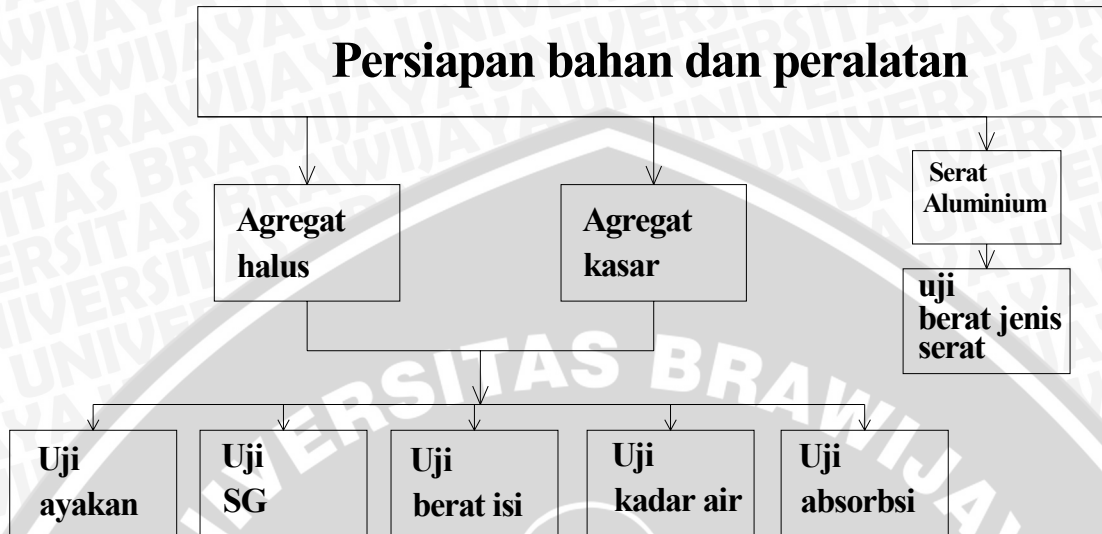 Persiapan bahan dan peralatan
Agregat
halus
Agregat
kasar
Serat
Aluminium
uji
berat jenis
serat
Uji
ayakan
Uji
SG
Uji
berat isi
Uji
kadar air
Uji
absorbsi